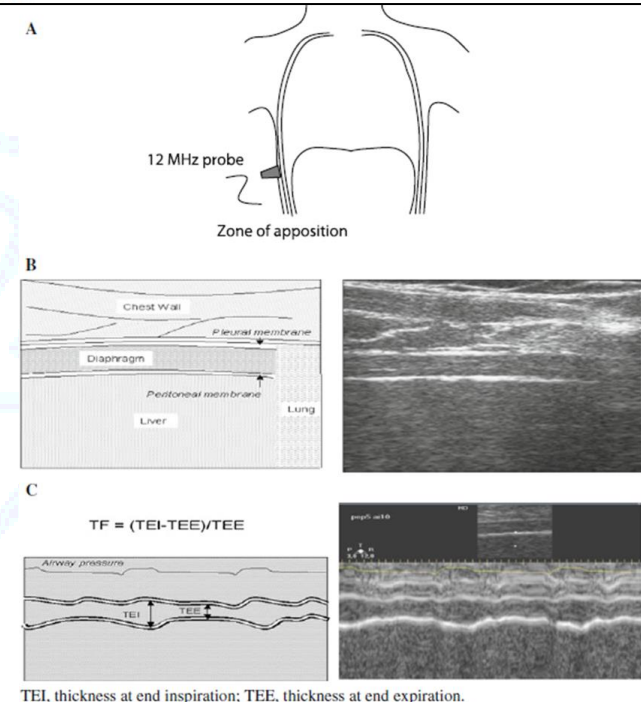 A
12 MHz probe
Zone of apposition
B
Chest Wall
Pleural membrane
Diaphragm
Peritoneal membrane
Lung
Liver
C
TF = (TEI-TEE)/TEE
Airway pressure
TEI
TEE
TEI, thickness at end inspiration; TEE, thickness at end expiration.